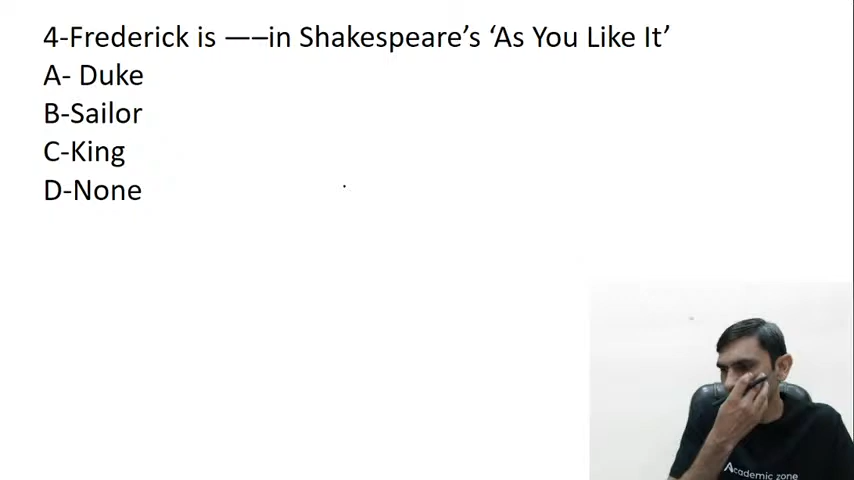 4-Frederick is —–in Shakespeare’s ‘As You Like It’
A- Duke
B-Sailor
C-King
D-None
Academic zone